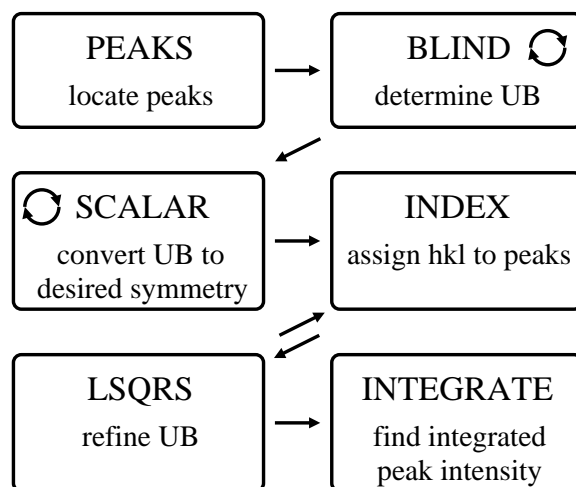 PEAKS
locate peaks
BLIND
determine UB
SCALAR
convert UB to
desired symmetry
INDEX
assign hkl to peaks
LSQRS
refine UB
INTEGRATE
find integrated
peak intensity